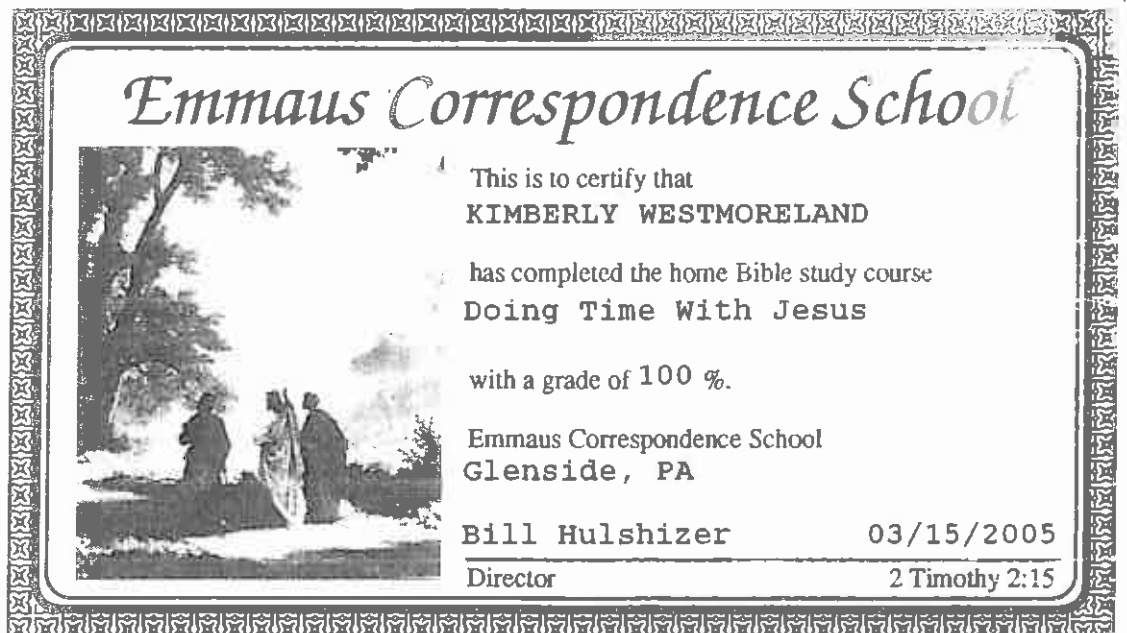 Emmaus Correspondence School
This is to certify that
KIMBERLY WESTMORELAND
has completed the home Bible study course
Doing Time With Jesus
with a grade of 100 %.
Emmaus Correspondence School
Glenside, PA
Bill Hulshizer 03/15/2005
Director 2 Timothy 2:15